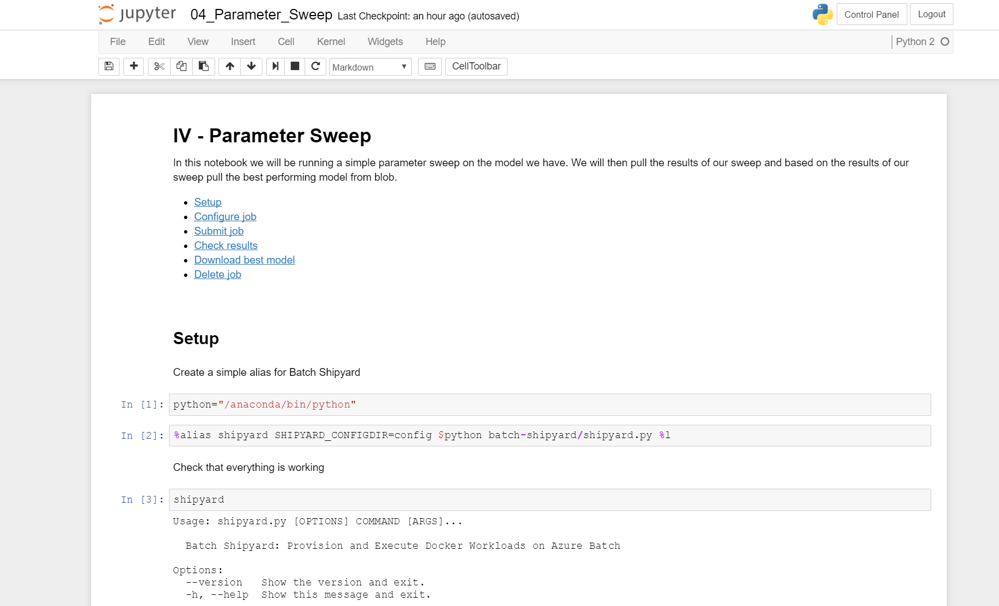 jupyter 04_Parameter_Sweep Last Checkpoint: an hour ago (autosaved) Control Panel Logout
File Edit View Insert Cell Kernel Widgets Help Python 2
Markdown CellToolbar
IV - Parameter Sweep
In this notebook we will be running a simple parameter sweep on the model we have. We will then pull the results of our sweep and based on the results of our
sweep pull the best performing model from blob.
Setup
Configure job
Submit job
Check results
Download best model
Delete job
Setup
Create a simple alias for Batch Shipyard
In [1]: python="/anaconda/bin/python"
In [2]: %alias shipyard SHIPYARD_CONFIGDIR=config $python batch-shipyard/shipyard.py %l
Check that everything is working
In [3]: shipyard
Usage: shipyard.py [OPTIONS] COMMAND [ARGS]...
Batch Shipyard: Provision and Execute Docker Workloads on Azure Batch
Options:
--version Show the version and exit.
-h, --help Show this message and exit.